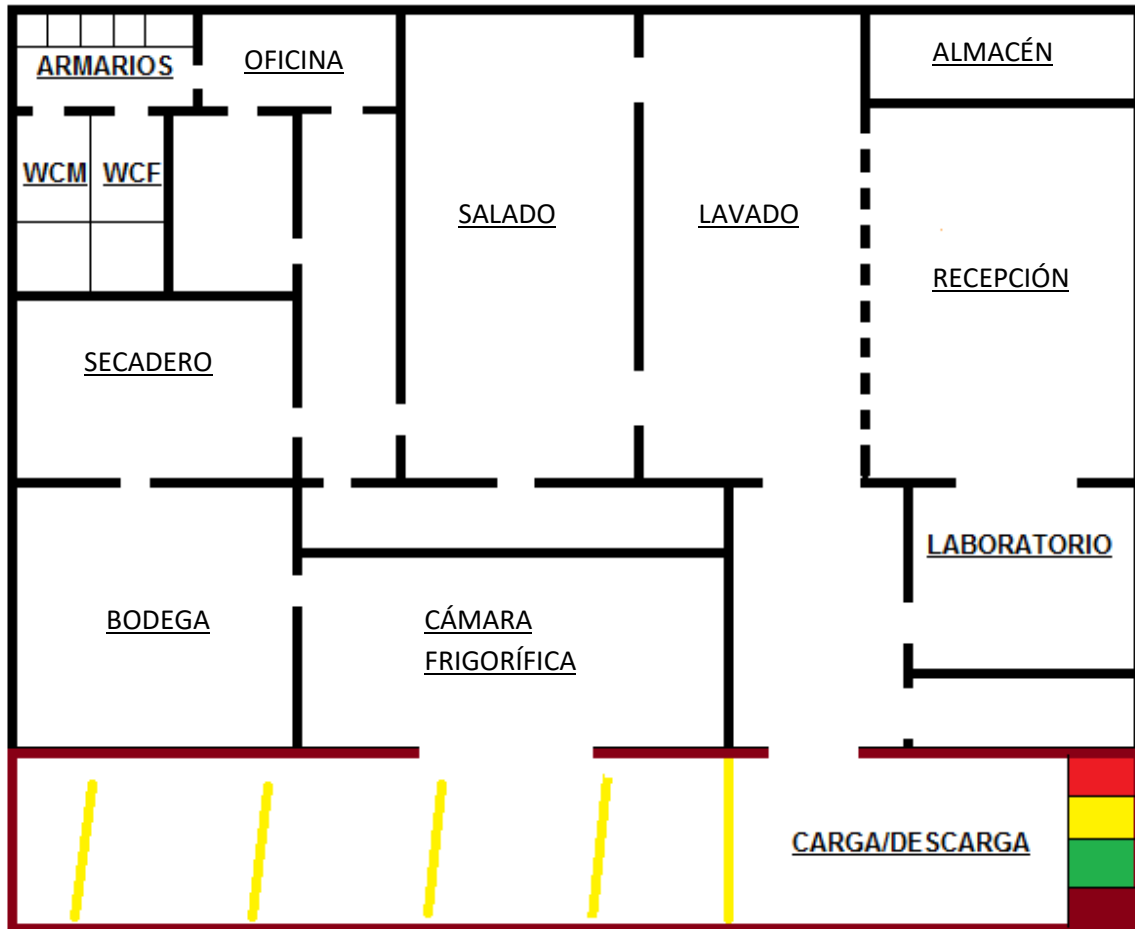 ARMARIOS
OFICINA
ALMACÉN
WCM
WCF
SALADO
LAVADO
RECEPCIÓN
SECADERO
LABORATORIO
BODEGA
CÁMARA
FRIGORÍFICA
CARGA/DESCARGA